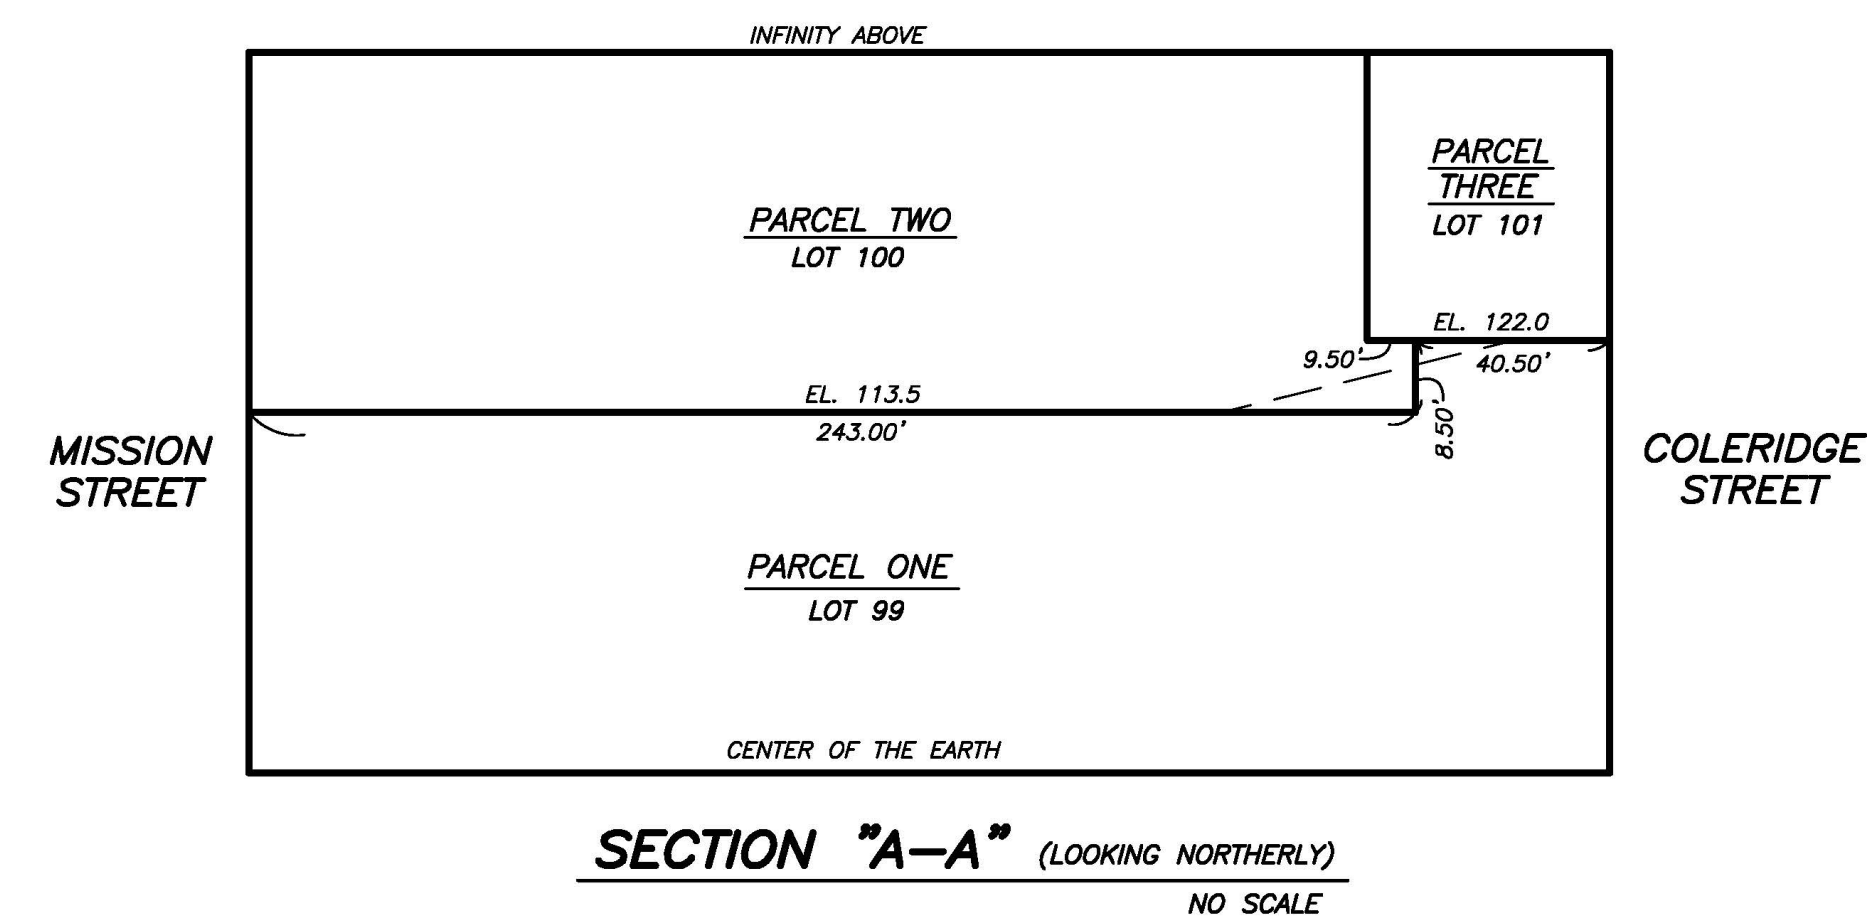 INFINITY ABOVE
PARCEL
THREE
LOT 101
PARCEL TWO
LOT 100
EL. 122.0
9.50'
40.50'
EL. 113.5
243.00'
8.50'
MISSION
STREET
COLERIDGE
STREET
PARCEL ONE
LOT 99
CENTER OF THE EARTH
SECTION "A-A" (LOOKING NORTHERLY)
NO SCALE